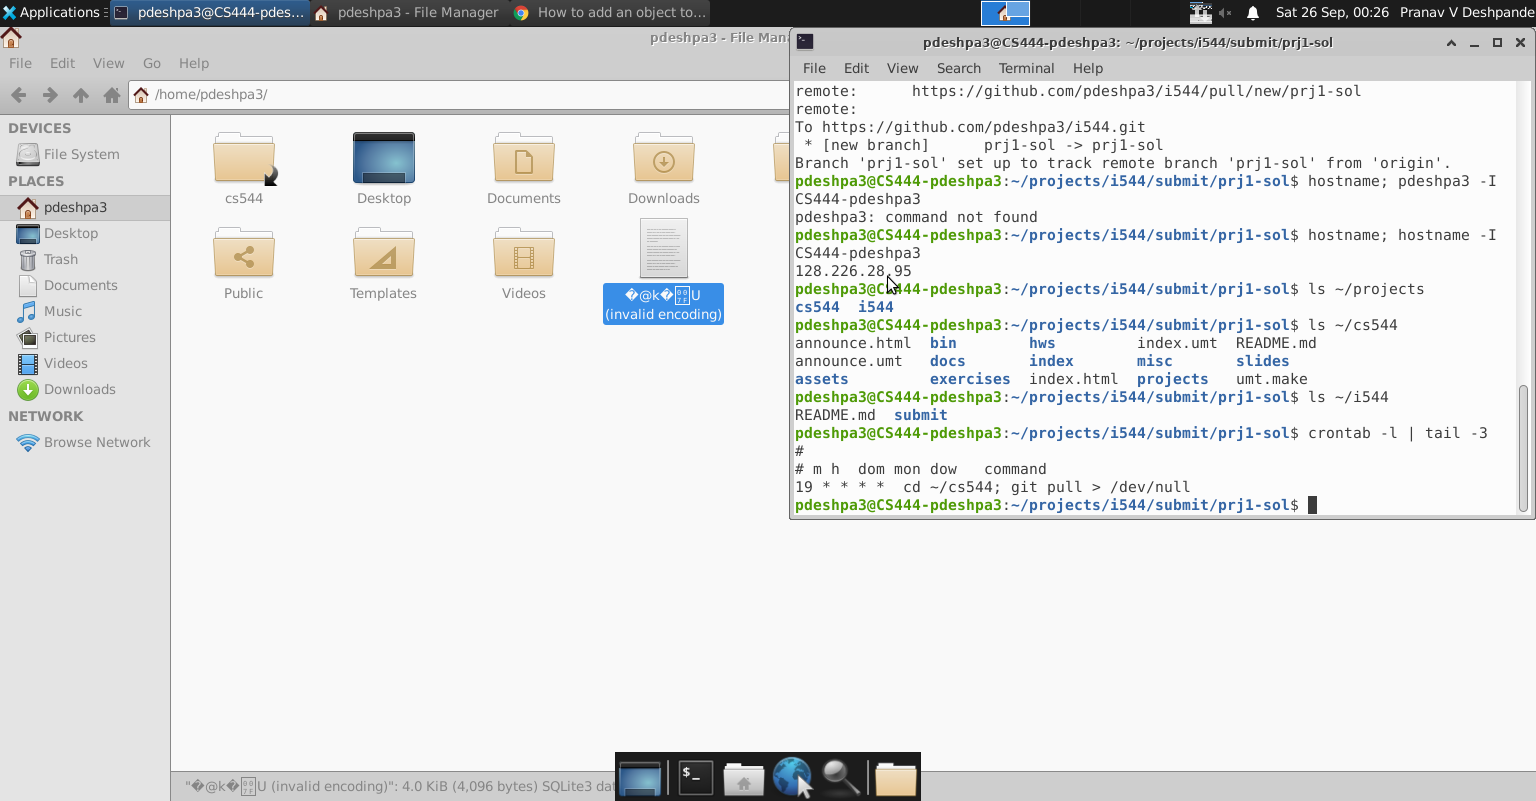 Applications
pdeshpa3@CS444-pdes...
pdeshpa3 - File Manager
How to add an object to...
Sat 26 Sep, 00:26
Pranav V Deshpande
pdeshpa3 - File Mana
File Edit View Go Help
/home/pdeshpa3/
DEVICES
File System
PLACES
pdeshpa3
Desktop
Trash
Documents
Music
Pictures
Videos
Downloads
NETWORK
Browse Network
cs544
Desktop
Documents
Downloads
Public
Templates
Videos
�@k�U
(invalid encoding)
"�@k�U (invalid encoding)": 4.0 KiB (4,096 bytes) SQLite3 dat
pdeshpa3@CS444-pdeshpa3: ~/projects/i544/submit/prj1-sol
File Edit View Search Terminal Help
remote:      https://github.com/pdeshpa3/i544/pull/new/prj1-sol
remote:
To https://github.com/pdeshpa3/i544.git
 * [new branch]      prj1-sol -> prj1-sol
Branch 'prj1-sol' set up to track remote branch 'prj1-sol' from 'origin'.
pdeshpa3@CS444-pdeshpa3:~/projects/i544/submit/prj1-sol$ hostname; pdeshpa3 -I
CS444-pdeshpa3
pdeshpa3: command not found
pdeshpa3@CS444-pdeshpa3:~/projects/i544/submit/prj1-sol$ hostname; hostname -I
CS444-pdeshpa3
128.226.28.95
pdeshpa3@CS444-pdeshpa3:~/projects/i544/submit/prj1-sol$ ls ~/projects
cs544  i544
pdeshpa3@CS444-pdeshpa3:~/projects/i544/submit/prj1-sol$ ls ~/cs544
announce.html  bin        hws         index.umt  README.md
announce.umt   docs       index       misc       slides
assets         exercises  index.html  projects   umt.make
pdeshpa3@CS444-pdeshpa3:~/projects/i544/submit/prj1-sol$ ls ~/i544
README.md  submit
pdeshpa3@CS444-pdeshpa3:~/projects/i544/submit/prj1-sol$ crontab -l | tail -3
#
# m h  dom mon dow   command
19 * * * *  cd ~/cs544; git pull > /dev/null
pdeshpa3@CS444-pdeshpa3:~/projects/i544/submit/prj1-sol$